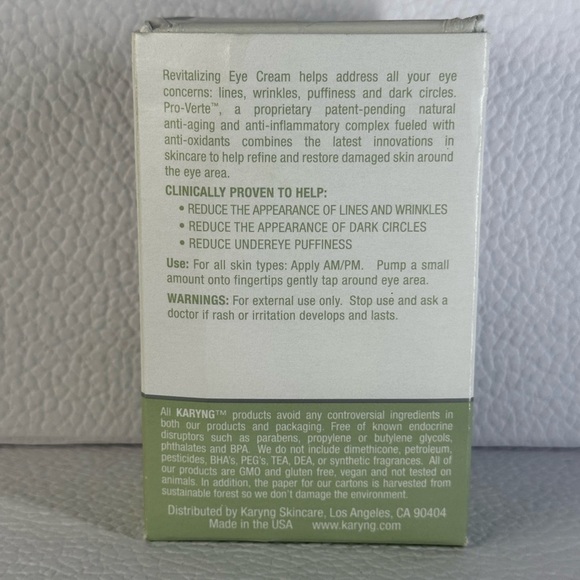 Revitalizing Eye Cream helps address all your eye
concerns: lines, wrinkles, puffiness and dark circles.
Pro-Verte™, a proprietary patent-pending natural
anti-aging and anti-inflammatory complex fueled with
anti-oxidants combines the latest innovations in
skincare to help refine and restore damaged skin around
the eye area.
CLINICALLY PROVEN TO HELP:
• REDUCE THE APPEARANCE OF LINES AND WRINKLES
• REDUCE THE APPEARANCE OF DARK CIRCLES
• REDUCE UNDEREYE PUFFINESS
Use: For all skin types: Apply AM/PM. Pump a small
amount onto fingertips gently tap around eye area.
WARNINGS: For external use only. Stop use and ask a
doctor if rash or irritation develops and lasts.
All KARYNG™ products avoid any controversial ingredients in
both our products and packaging. Free of known endocrine
disruptors such as parabens, propylene or butylene glycols,
phthalates and BPA. We do not include dimethicone, petroleum,
pesticides, BHA's, PEG's, TEA, DEA, or synthetic fragrances. All of
our products are GMO and gluten free, vegan and not tested on
animals. In addition, the paper for our cartons is harvested from
sustainable forest so we don't damage the environment.
Distributed by Karyng Skincare, Los Angeles, CA 90404
Made in the USA www.karyng.com